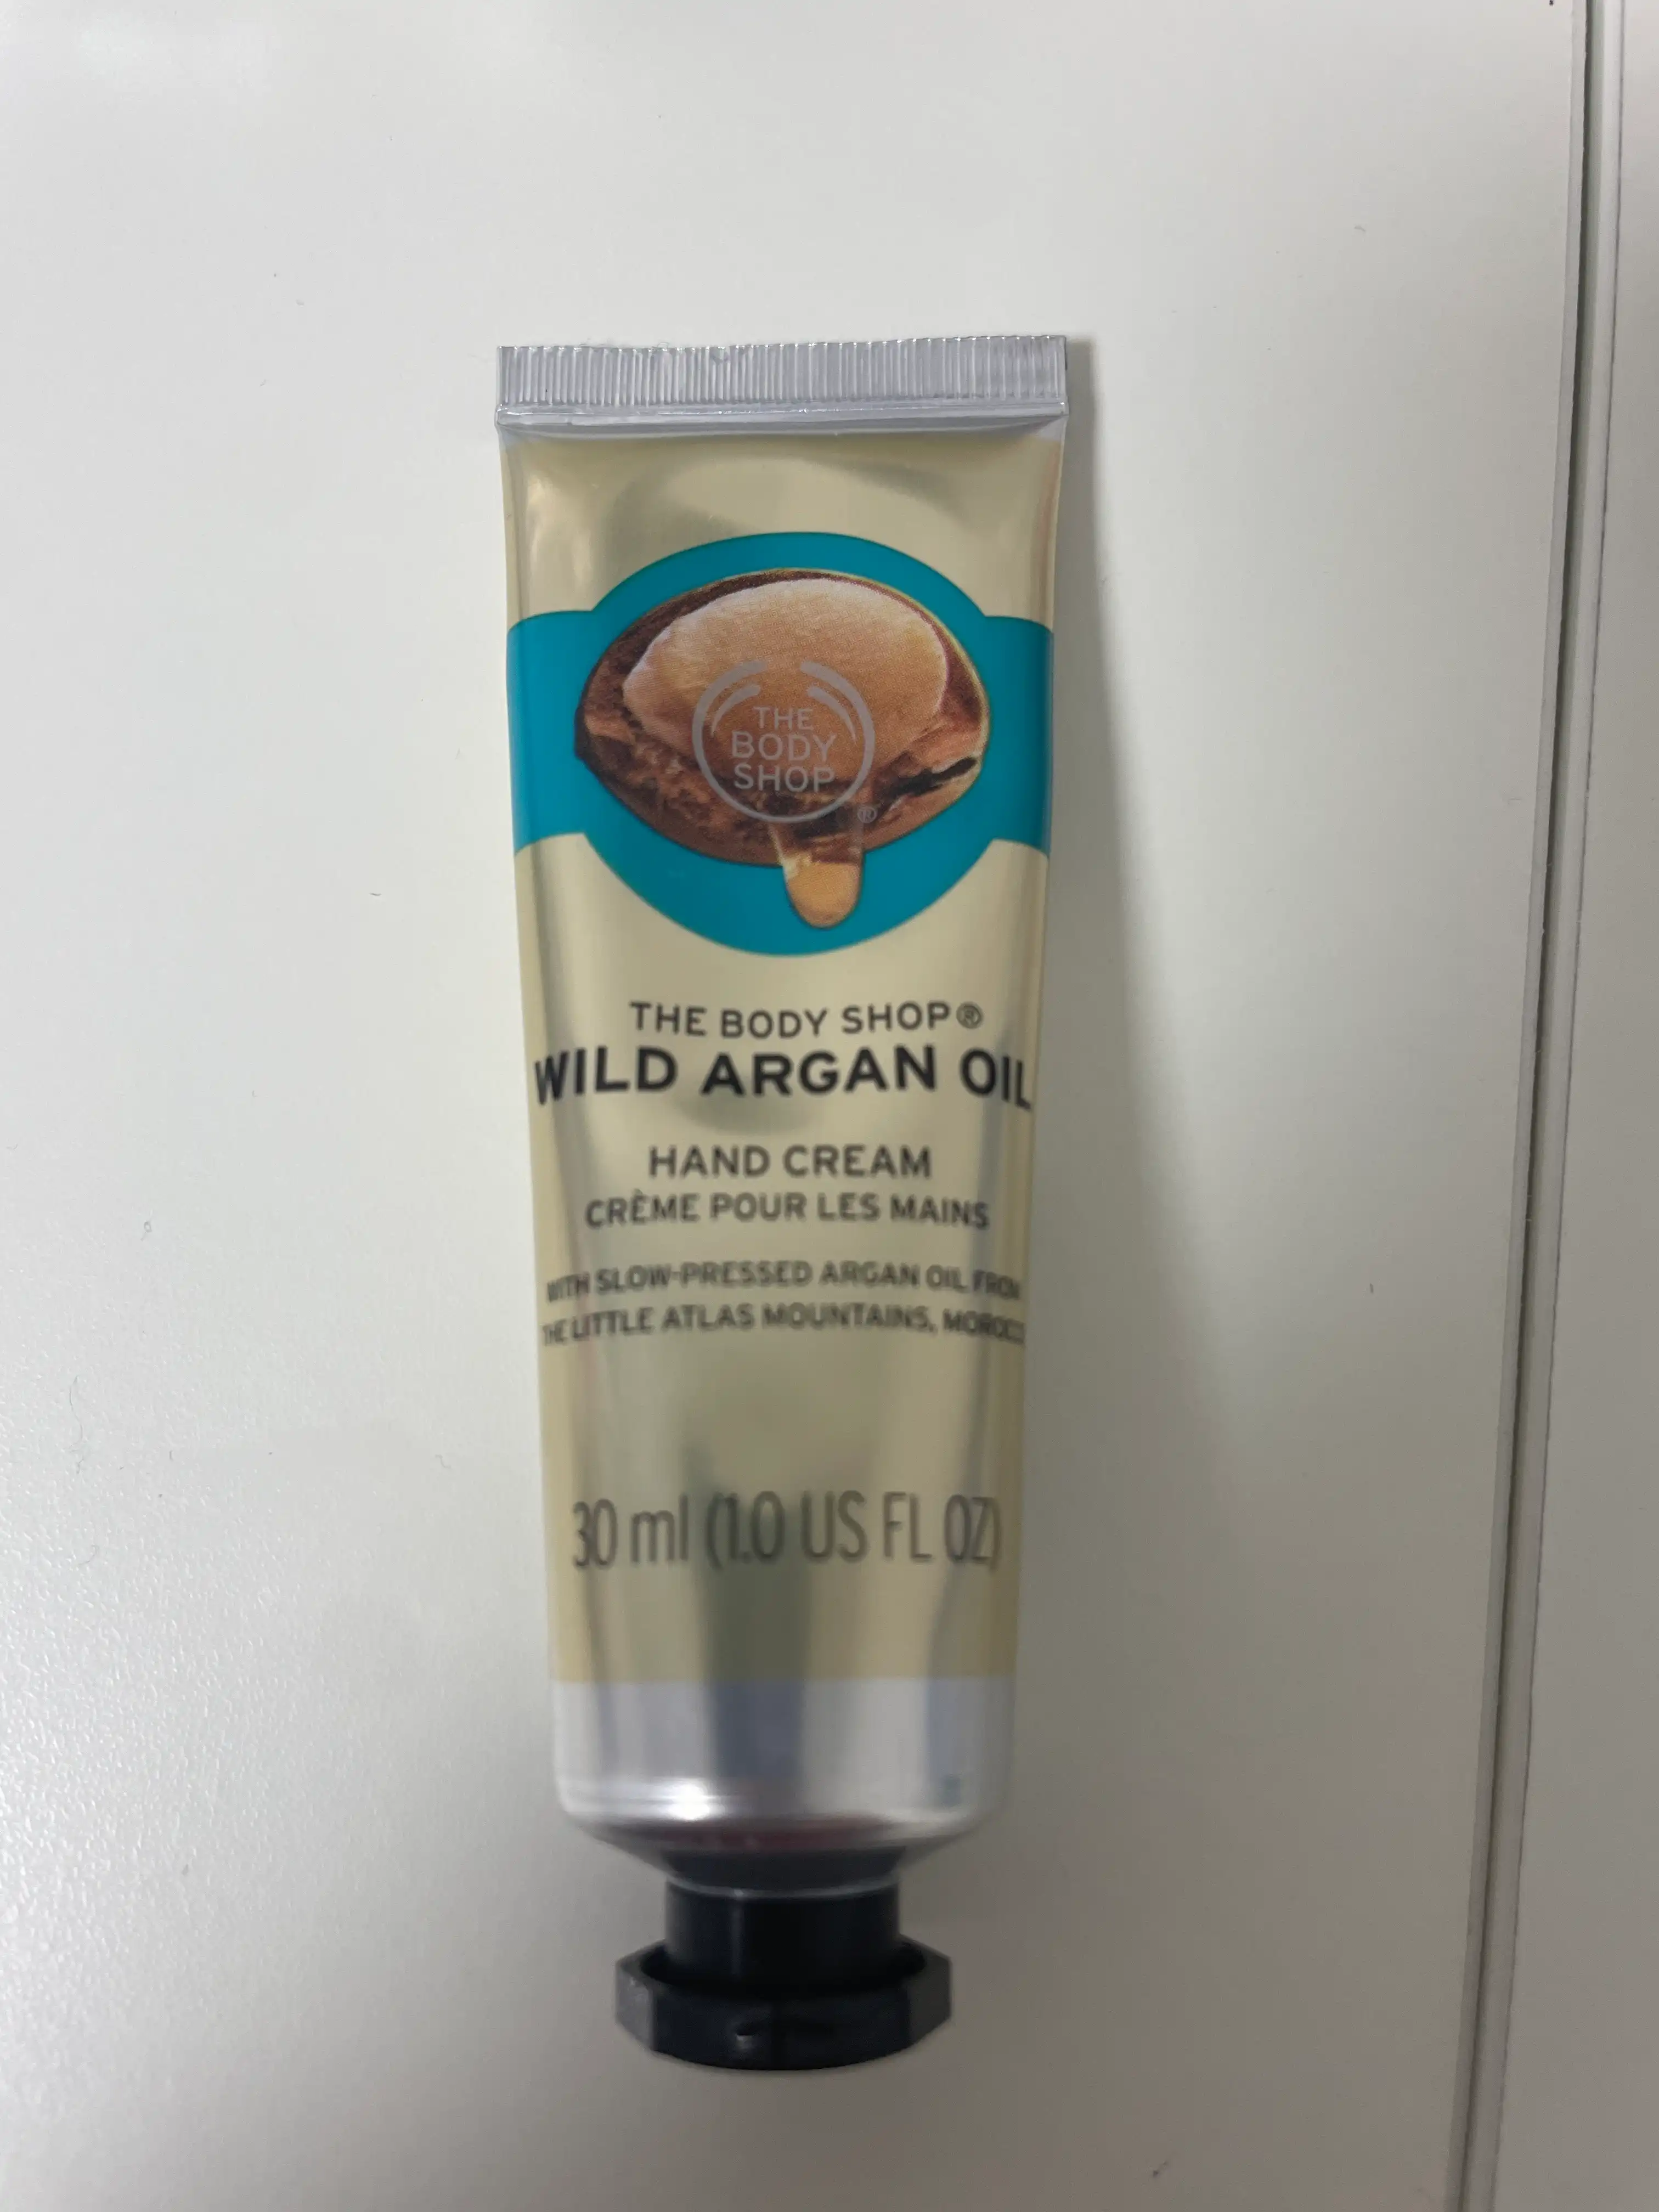 THE
BODY
SHOP
®
THE BODY SHOP®
WILD ARGAN OIL
HAND CREAM
CRÈME POUR LES MAINS
WITH SLOW-PRESSED ARGAN OIL FROM
THE LITTLE ATLAS MOUNTAINS, MOROCCO
30 ml (1.0 US FL OZ)